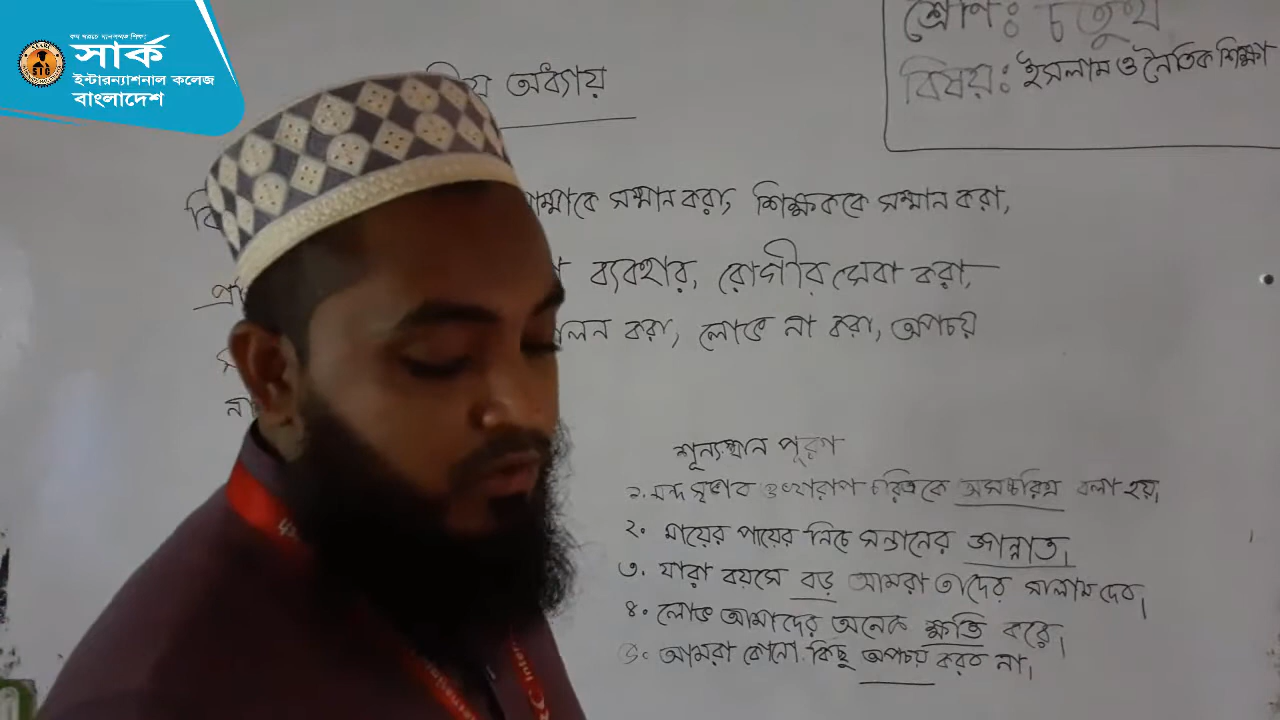 সার্ক
ইন্টারন্যাশনাল কলেজ
বাংলাদেশ
SIC
শ্রেণি: চতুর্থ
বিষয়: ইসলাম ও নৈতিক শিক্ষা
অধ্যায়
সম্মান করা, শিক্ষককে সম্মান করা,
ব্যবহার, রোগীর সেবা করা,
করা, লোভ না করা, অপচয়
শূন্যস্থান পূরণ
১. মন্দ স্বভাব ও খারাপ চরিত্রকে অসচ্চরিত্র বলা হয়।
২. মায়ের পায়ের নিচে সন্তানের জান্নাত।
৩. যারা বয়সে বড় আমরা তাদের সালাম দেব।
৪. লোভ আমাদের অনেক ক্ষতি করে।
৫. আমরা কোনো কিছু অপচয় করব না।